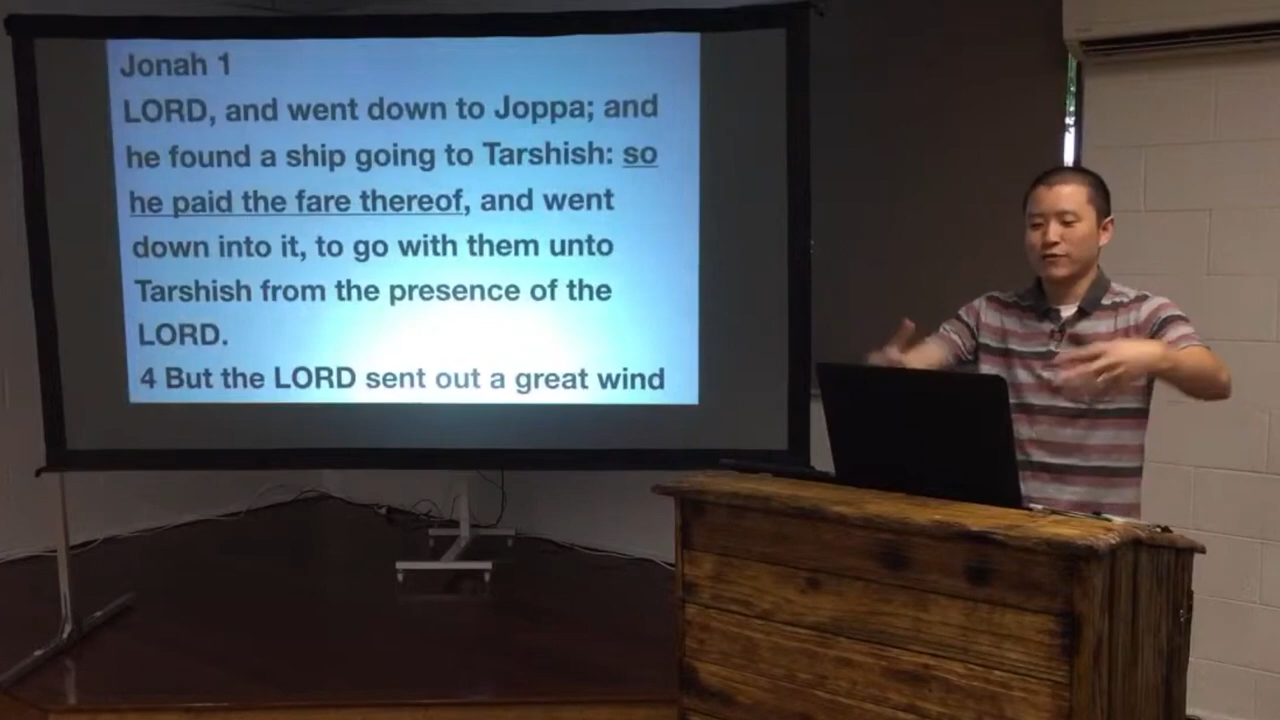 Jonah 1
LORD, and went down to Joppa; and
he found a ship going to Tarshish: so
he paid the fare thereof, and went
down into it, to go with them unto
Tarshish from the presence of the
LORD.
4 But the LORD sent out a great wind